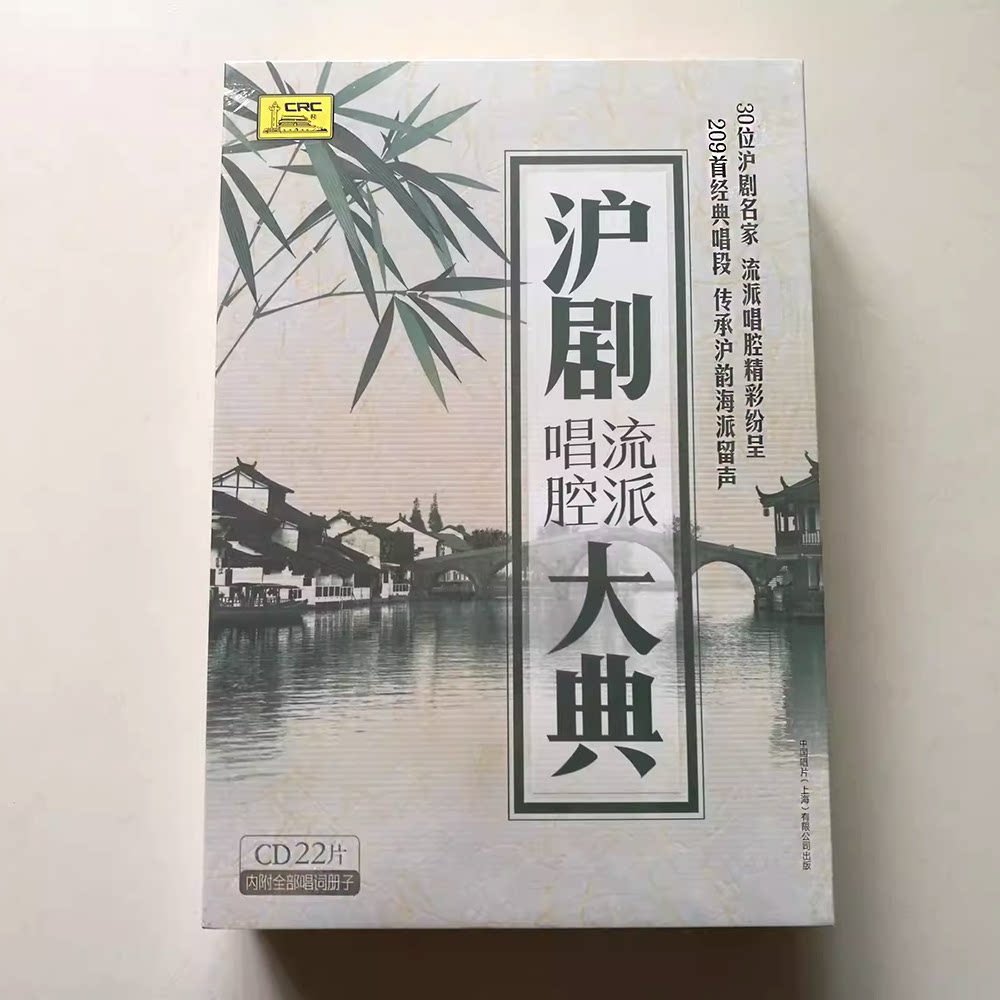 CRC
30位沪剧名家 流派唱腔精彩纷呈
209首经典唱段 传承沪韵海派留声
沪剧
流派
唱腔
大典
中国唱片（上海）有限公司出版
CD22片
内附全部唱词册子